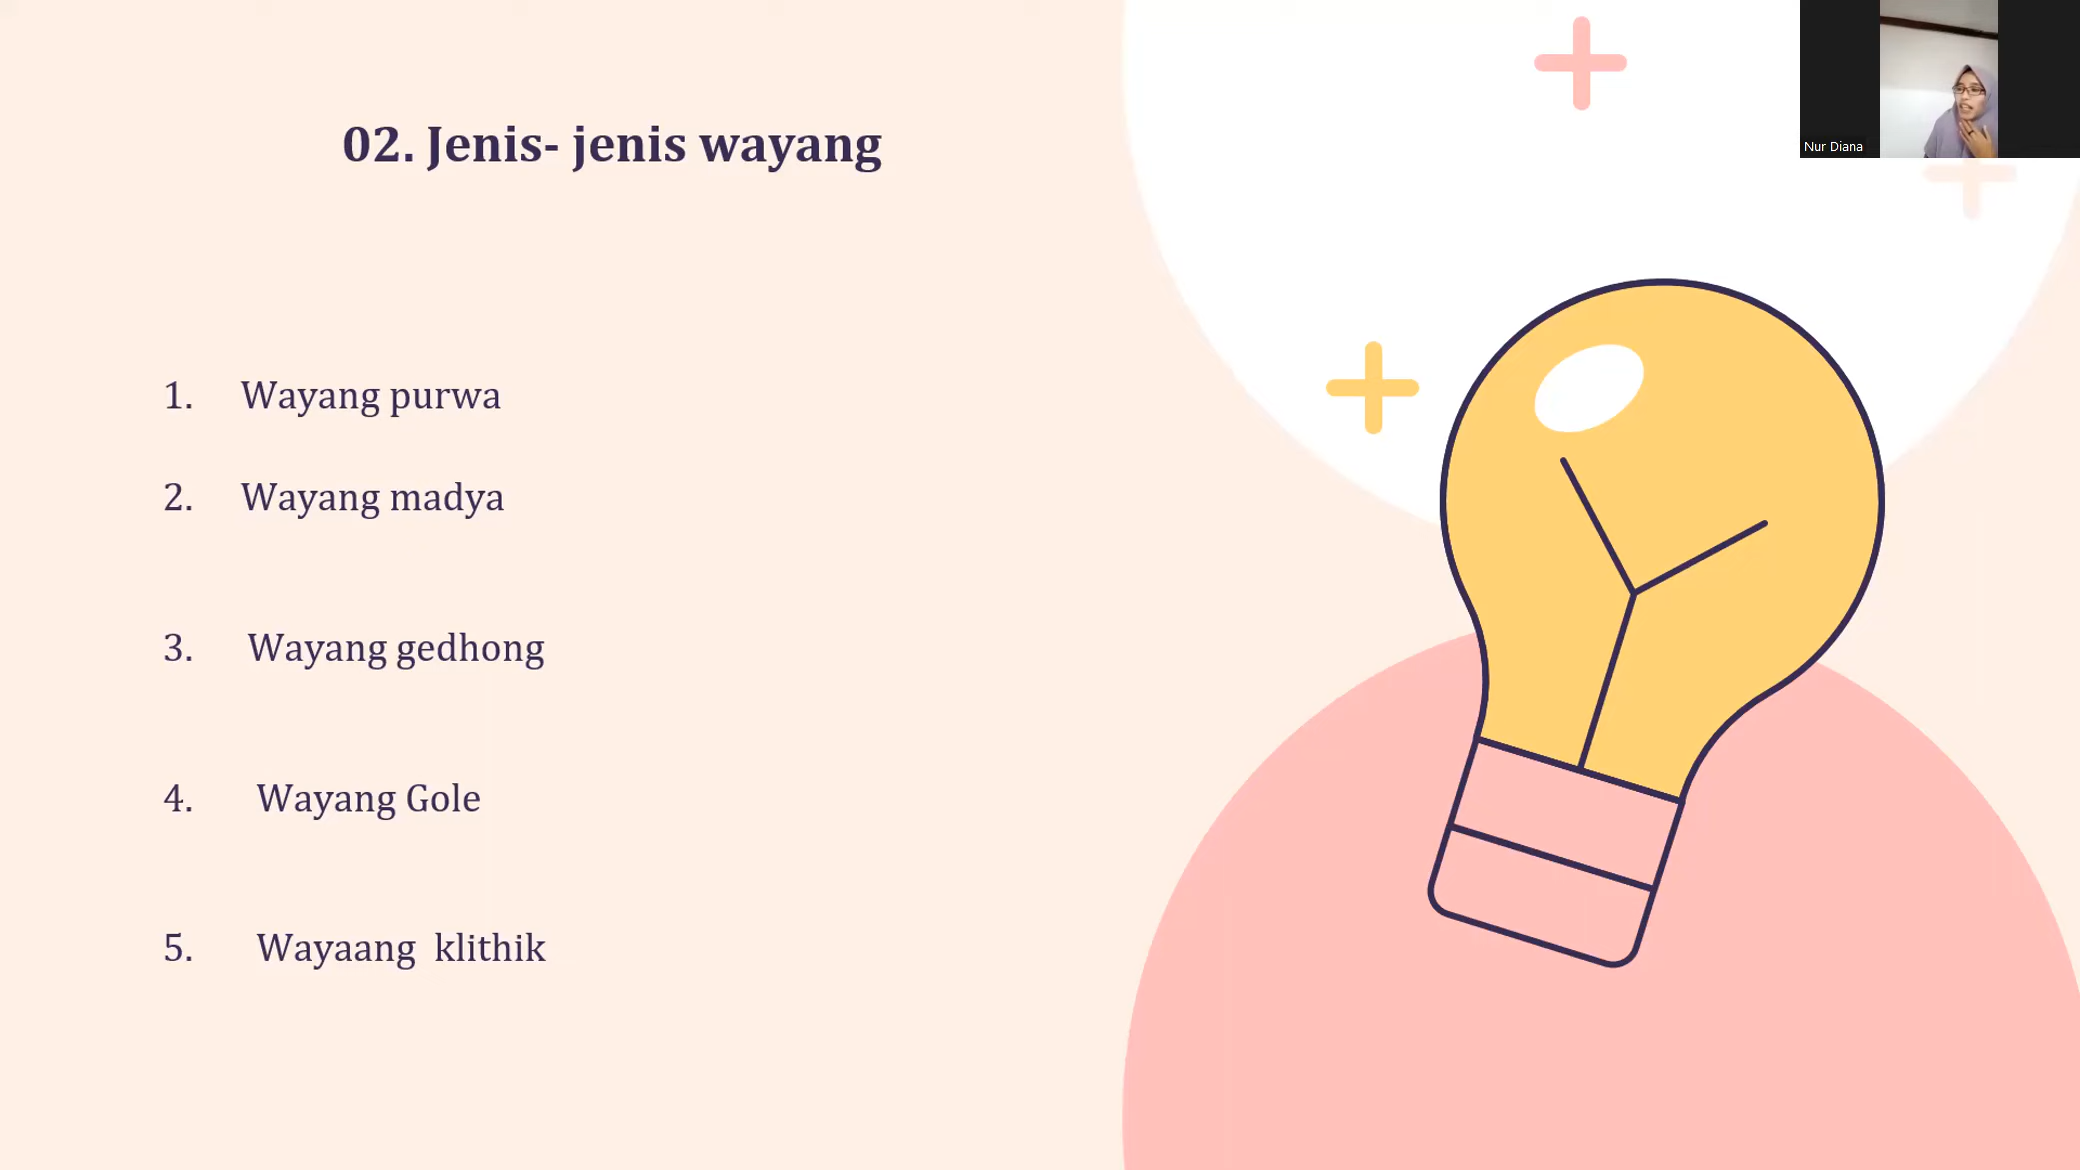 02. Jenis- jenis wayang
Nur Diana
1. Wayang purwa
2. Wayang madya
3. Wayang gedhong
4. Wayang Gole
5. Wayaang  klithik